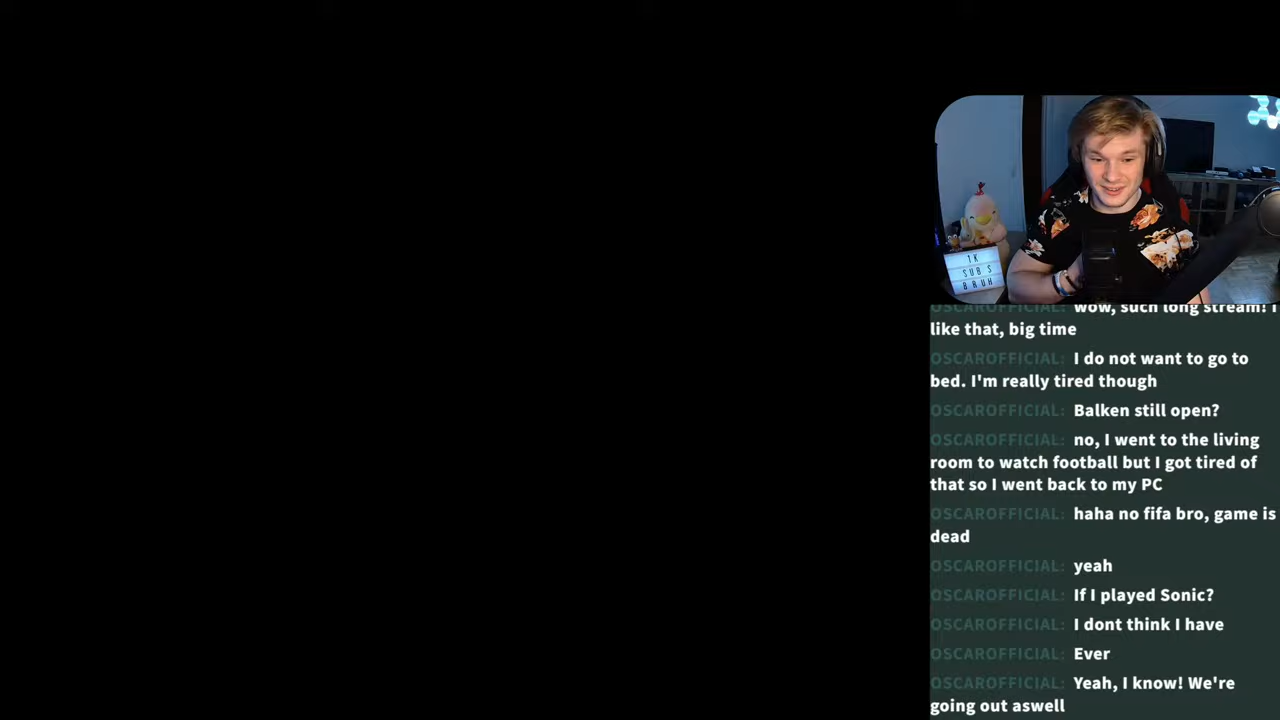 1K
SUBS
BRUH
OSCAROFFICIAL: wow, such long stream! I
like that, big time
OSCAROFFICIAL: I do not want to go to
bed. I'm really tired though
OSCAROFFICIAL: Balken still open?
OSCAROFFICIAL: no, I went to the living
room to watch football but I got tired of
that so I went back to my PC
OSCAROFFICIAL: haha no fifa bro, game is
dead
OSCAROFFICIAL: yeah
OSCAROFFICIAL: If I played Sonic?
OSCAROFFICIAL: I dont think I have
OSCAROFFICIAL: Ever
OSCAROFFICIAL: Yeah, I know! We're
going out aswell